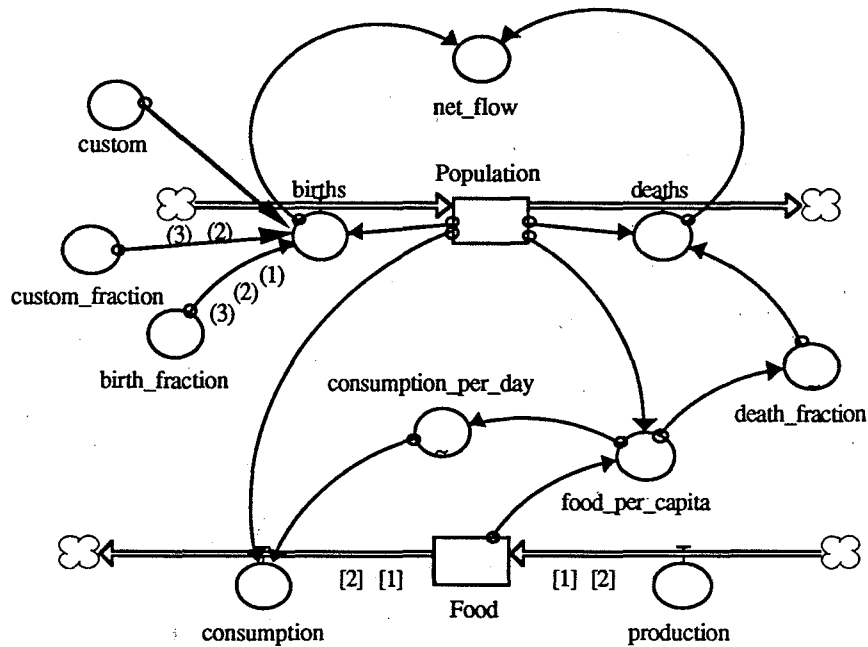 net_flow
custom
Population
births
deaths
(3) (2)
(1)
custom_fraction
(2)
(3)
birth_fraction
consumption_per_day
death_fraction
~
food_per_capita
[2] [1]
[1] [2]
Food
consumption
production